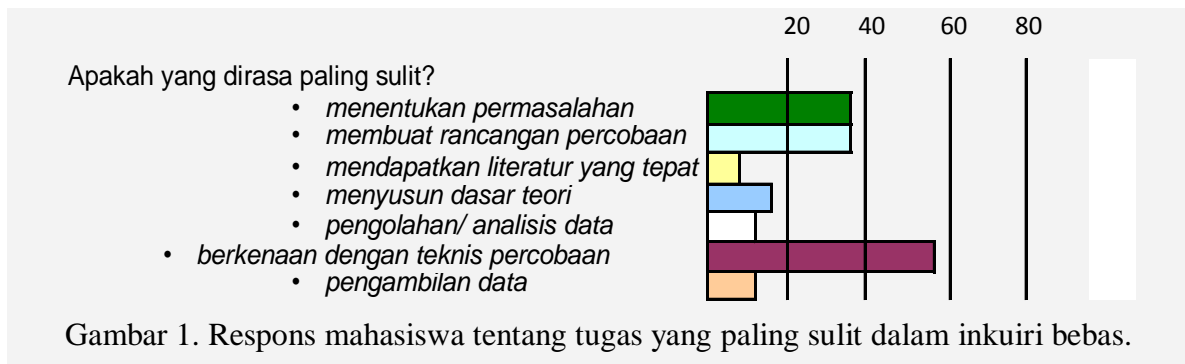 20 40 60 80
Apakah yang dirasa paling sulit?
• menentukan permasalahan
• membuat rancangan percobaan
• mendapatkan literatur yang tepat
• menyusun dasar teori
• pengolahan/ analisis data
• berkenaan dengan teknis percobaan
• pengambilan data
Gambar 1. Respons mahasiswa tentang tugas yang paling sulit dalam inkuiri bebas.